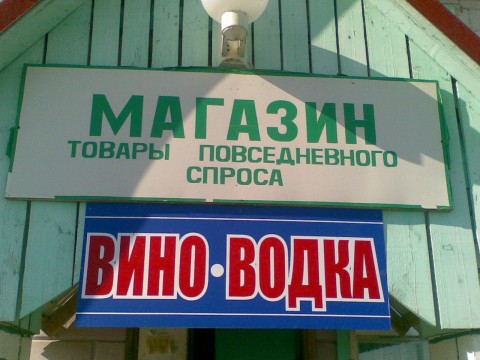 МАГАЗИН
ТОВАРЫ ПОВСЕДНЕВНОГО
СПРОСА
ВИНО•ВОДКА